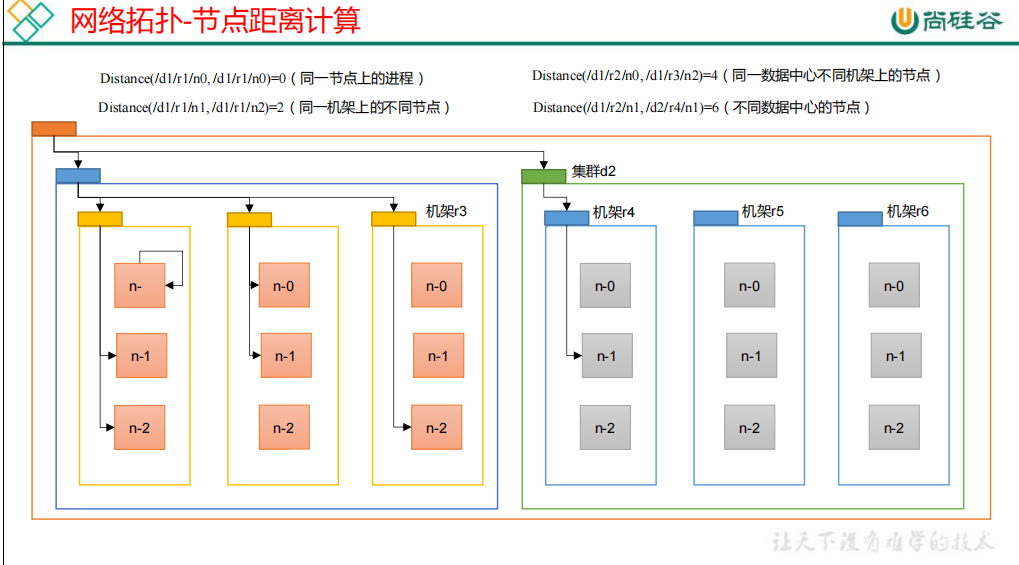 网络拓扑-节点距离计算
尚硅谷
Distance(/d1/r1/n0, /d1/r1/n0)=0（同一节点上的进程）
Distance(/d1/r2/n0, /d1/r3/n2)=4（同一数据中心不同机架上的节点）
Distance(/d1/r1/n1, /d1/r1/n2)=2（同一机架上的不同节点）
Distance(/d1/r2/n1, /d2/r4/n1)=6（不同数据中心的节点）
集群d2
机架r3
机架r4
机架r5
机架r6
n-
n-0
n-0
n-0
n-0
n-0
n-1
n-1
n-1
n-1
n-1
n-1
n-2
n-2
n-2
n-2
n-2
n-2
让天下没有难学的技术